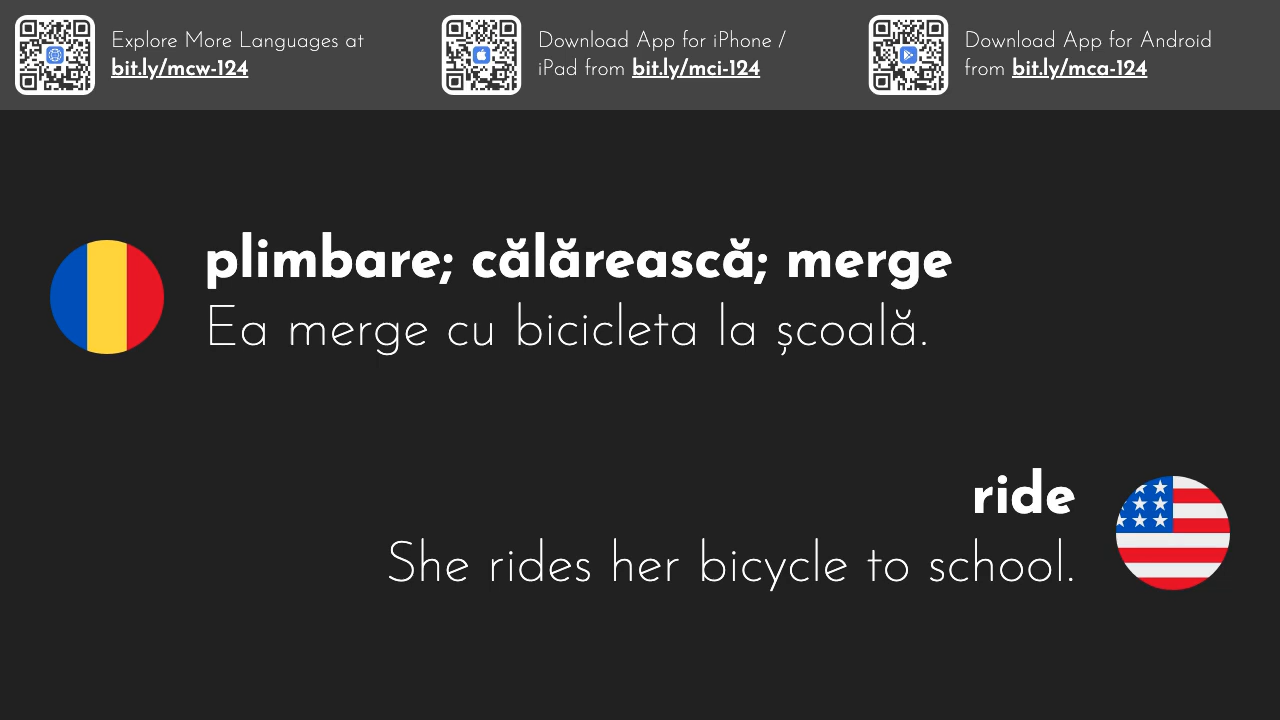 Explore More Languages at
bit.ly/mcw-124
Download App for iPhone /
iPad from bit.ly/mci-124
Download App for Android
from bit.ly/mca-124
plimbare; călărească; merge
Ea merge cu bicicleta la școală.
ride
She rides her bicycle to school.